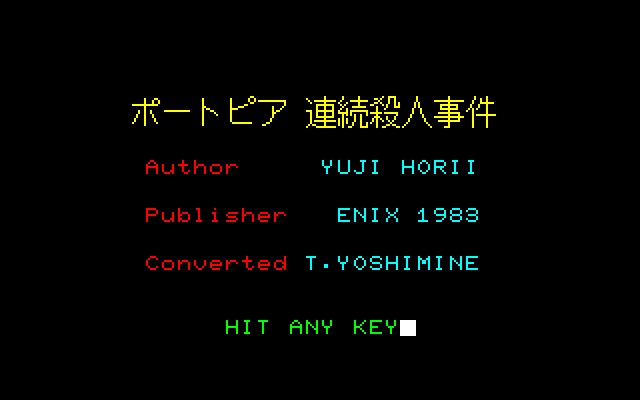 ポートピア 連続殺人事件
Author YUJI HORII
Publisher ENIX 1983
Converted T.YOSHIMINE
HIT ANY KEY